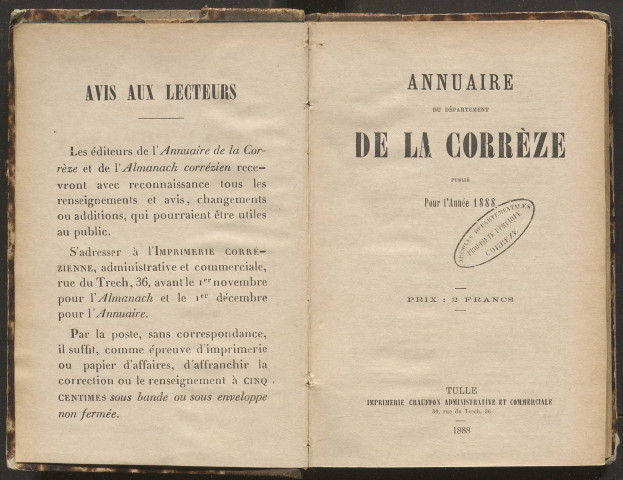 AVIS AUX LECTEURS
Les éditeurs de l'Annuaire de la Cor-
rèze et de l'Almanach corrézien rece-
vront avec reconnaissance tous les
renseignements et avis, changements
ou additions, qui pourraient être utiles
au public.
S'adresser à l'IMPRIMERIE CORRÉ-
ZIENNE, administrative et commerciale,
rue du Trech, 36, avant le 1er novembre
pour l'Almanach et le 1er décembre
pour l'Annuaire.
Par la poste, sans correspondance,
il suffit, comme épreuve d'imprimerie
ou papier d'affaires, d'affranchir la
correction ou le renseignement à CINQ
CENTIMES sous bande ou sous enveloppe
non fermée.
ANNUAIRE
DU DÉPARTEMENT
DE LA CORRÈZE
PUBLIÉ
Pour l'Année 1888
ARCHIVES DÉPARTEMENTALES
PROPRIÉTÉ PUBLIQUE
CORRÈZE
PRIX : 2 FRANCS
TULLE
IMPRIMERIE CRAUFFON ADMINISTRATIVE ET COMMERCIALE
36, rue du Trech, 36
1888